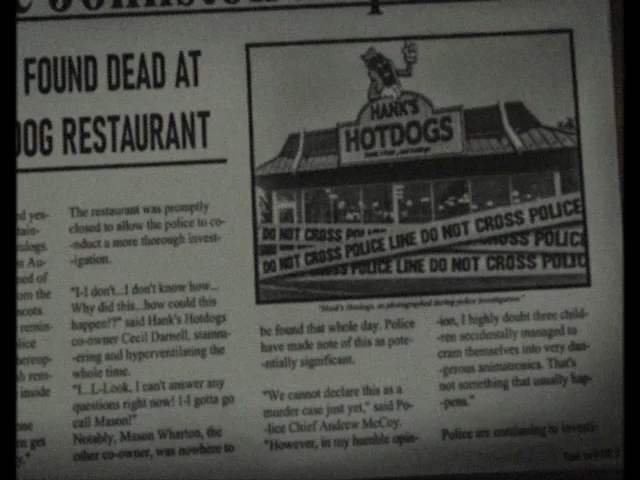 FOUND DEAD AT
DOG RESTAURANT
HANK'S
HOTDOGS
DO NOT CROSS
DO NOT CROSS POLICE LINE DO NOT CROSS POLICE
CROSS POLICE
POLICE LINE DO NOT CROSS POLICE
"Hank's Hotdogs, as photographed during police investigation."
The restaurant was promptly
closed to allow the police to co-
-nduct a more thorough invest-
-igation.
"I-I don't...I don't know how...
Why did this...how could this
happen!?" said Hank's Hotdogs
co-owner Cecil Darnell, stamm-
-ering and hyperventilating the
whole time.
"I...L-Look, I can't answer any
questions right now! I-I gotta go
call Mason!"
Notably, Mason Wharton, the
other co-owner, was nowhere to
be found that whole day. Police
have made note of this as pote-
-ntially significant.
"We cannot declare this as a
murder case just yet," said Po-
-lice Chief Andrew McCoy.
"However, in my humble opin-
-ion, I highly doubt three child-
-ren accidentally managed to
cram themselves into very dan-
-gerous animatronics. That's
not something that usually hap-
-pens."
Police are continuing to investi-